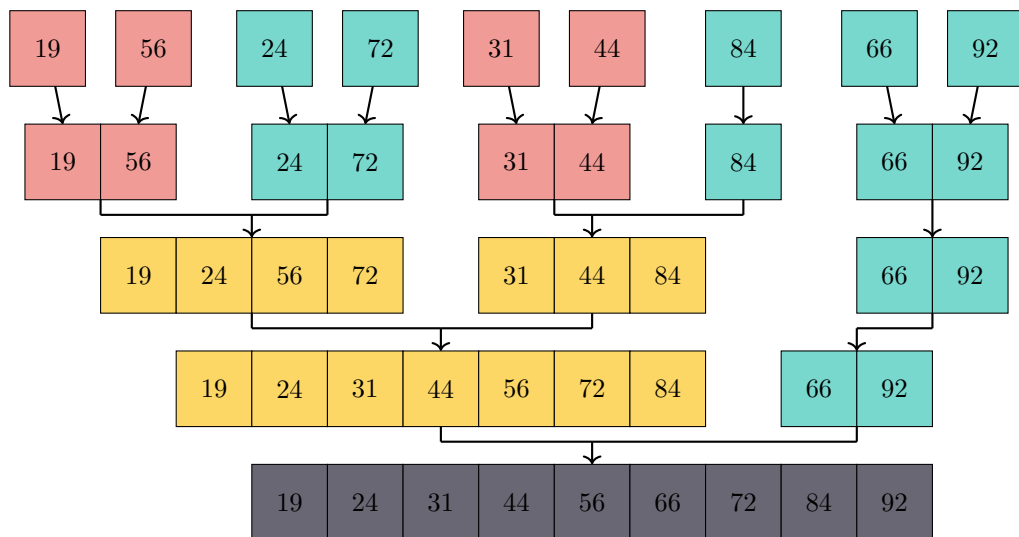 19 56 24 72 31 44 84 66 92
19 56 24 72 31 44 84 66 92
19 24 56 72 31 44 84 66 92
19 24 31 44 56 72 84 66 92
19 24 31 44 56 66 72 84 92